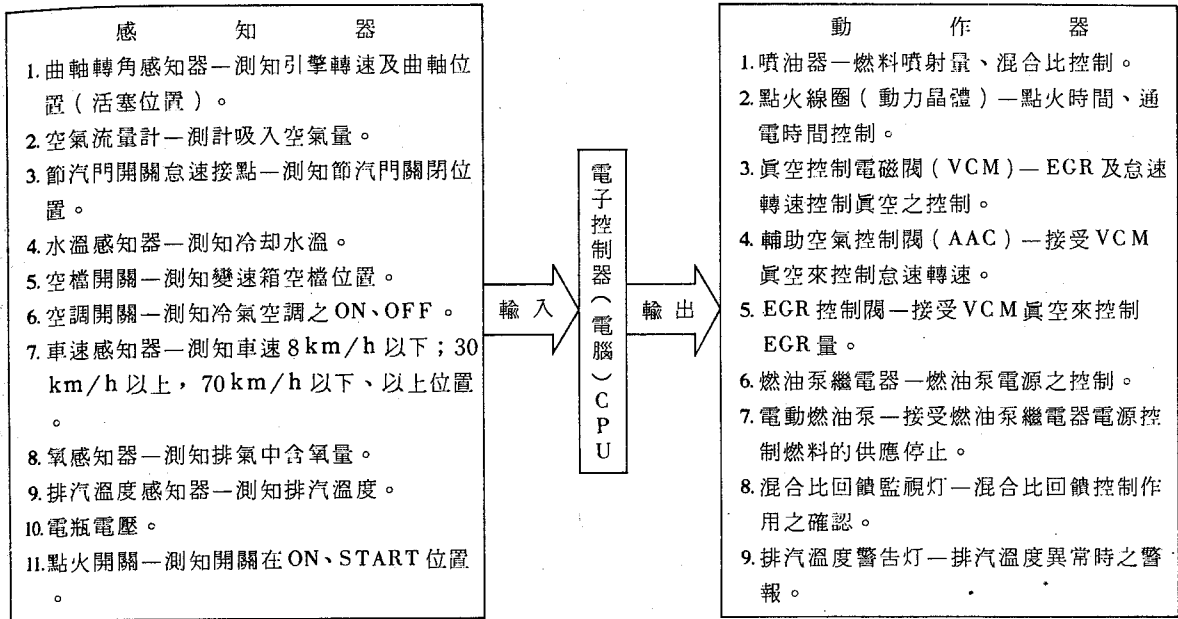 感知器
1.曲軸轉角感知器—測知引擎轉速及曲軸位
置(活塞位置)。
2.空氣流量計—測計吸入空氣量。
3.節汽門開關怠速接點—測知節汽門關閉位
置。
4.水溫感知器—測知冷却水溫。
5.空檔開關—測知變速箱空檔位置。
6.空調開關—測知冷氣空調之ON、OFF。
7.車速感知器—測知車速8km/h以下;30
km/h以上,70km/h以下、以上位置
。
8.氧感知器—測知排氣中含氧量。
9.排汽溫度感知器—測知排汽溫度。
10.電瓶電壓。
11.點火開關—測知開關在ON、START位置
。
輸入
電子控制器(電腦)CPU
輸出
動作器
1.噴油器—燃料噴射量、混合比控制。
2.點火線圈(動力晶體)—點火時間、通
電時間控制。
3.眞空控制電磁閥(VCM)—EGR及怠速
轉速控制眞空之控制。
4.輔助空氣控制閥(AAC)—接受VCM
眞空來控制怠速轉速。
5.EGR控制閥—接受VCM眞空來控制
EGR量。
6.燃油泵繼電器—燃油泵電源之控制。
7.電動燃油泵—接受燃油泵繼電器電源控
制燃料的供應停止。
8.混合比回饋監視灯—混合比回饋控制作
用之確認。
9.排汽溫度警告灯—排汽溫度異常時之警
報。